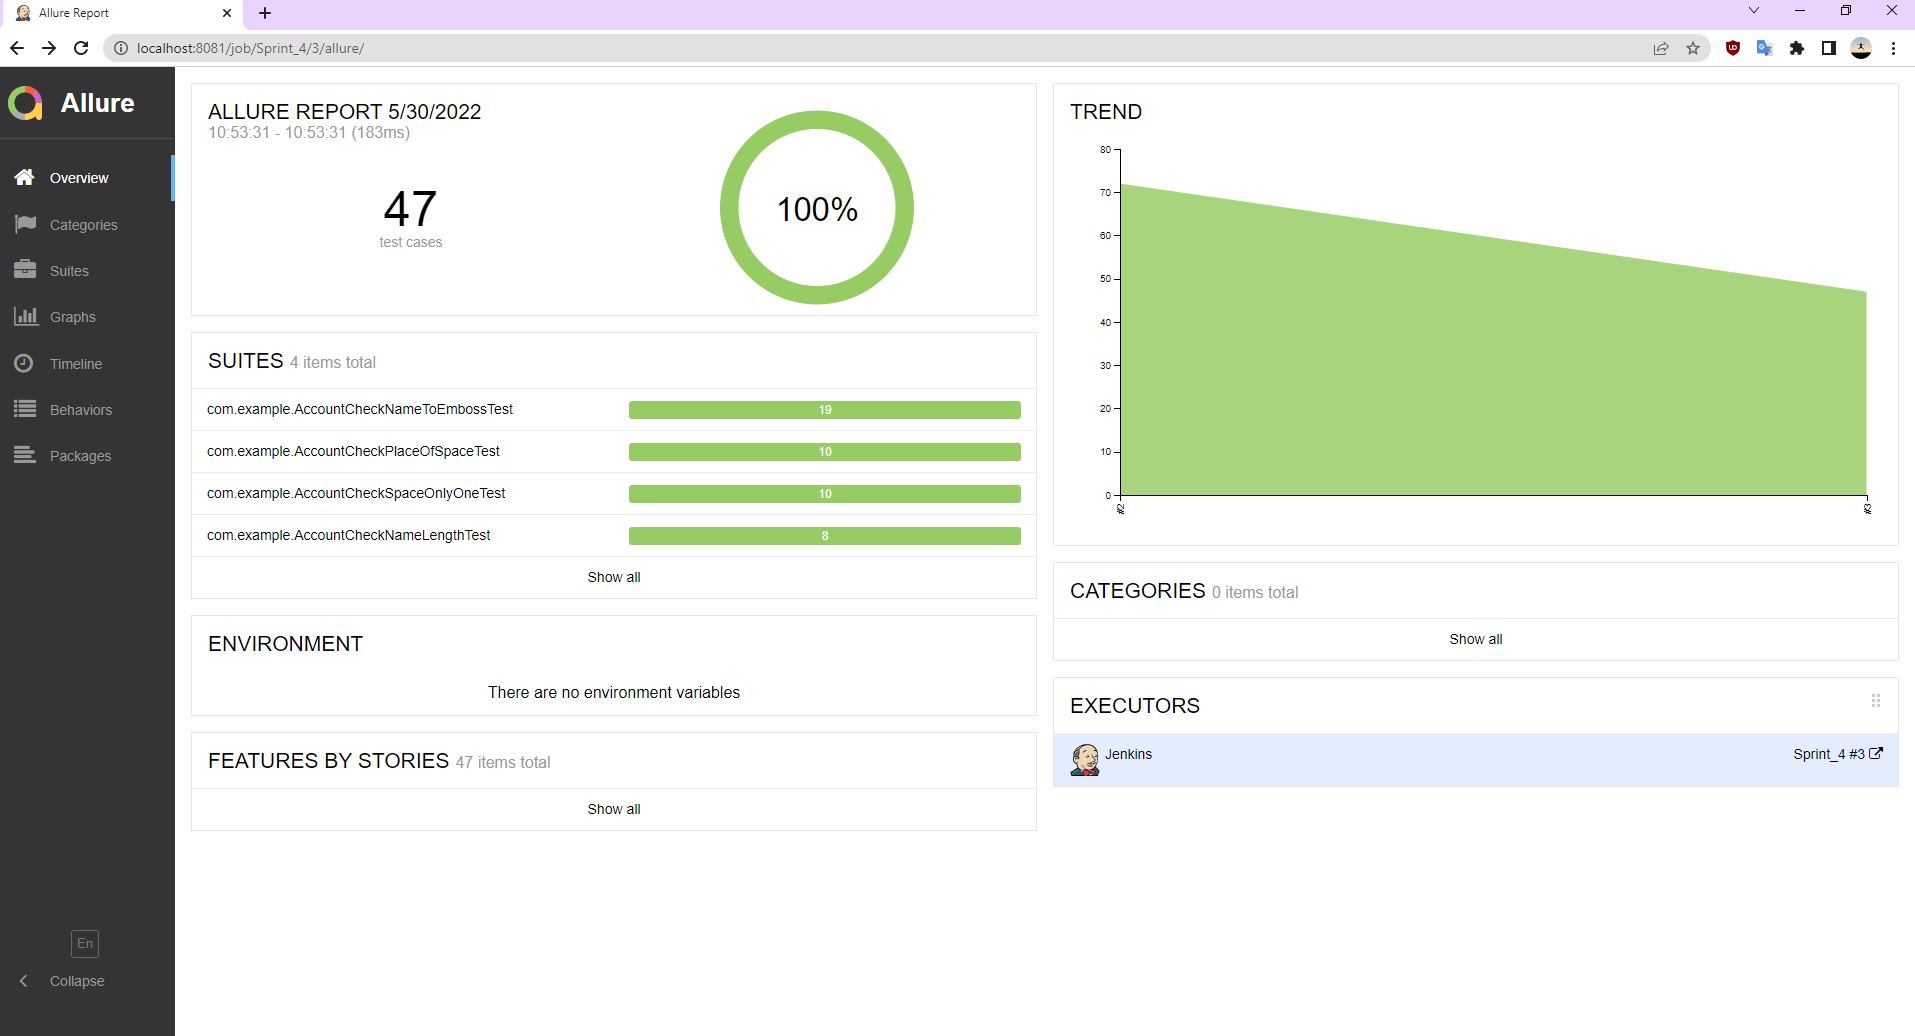 Allure Report
localhost:8081/job/Sprint_4/3/allure/
Allure
Overview
Categories
Suites
Graphs
Timeline
Behaviors
Packages
En
Collapse
ALLURE REPORT 5/30/2022
10:53:31 - 10:53:31 (183ms)
47
test cases
100%
SUITES 4 items total
com.example.AccountCheckNameToEmbossTest 19
com.example.AccountCheckPlaceOfSpaceTest 10
com.example.AccountCheckSpaceOnlyOneTest 10
com.example.AccountCheckNameLengthTest 8
Show all
ENVIRONMENT
There are no environment variables
FEATURES BY STORIES 47 items total
Show all
TREND
80
70
60
50
40
30
20
10
0
#2
#3
CATEGORIES 0 items total
Show all
EXECUTORS
Jenkins Sprint_4 #3